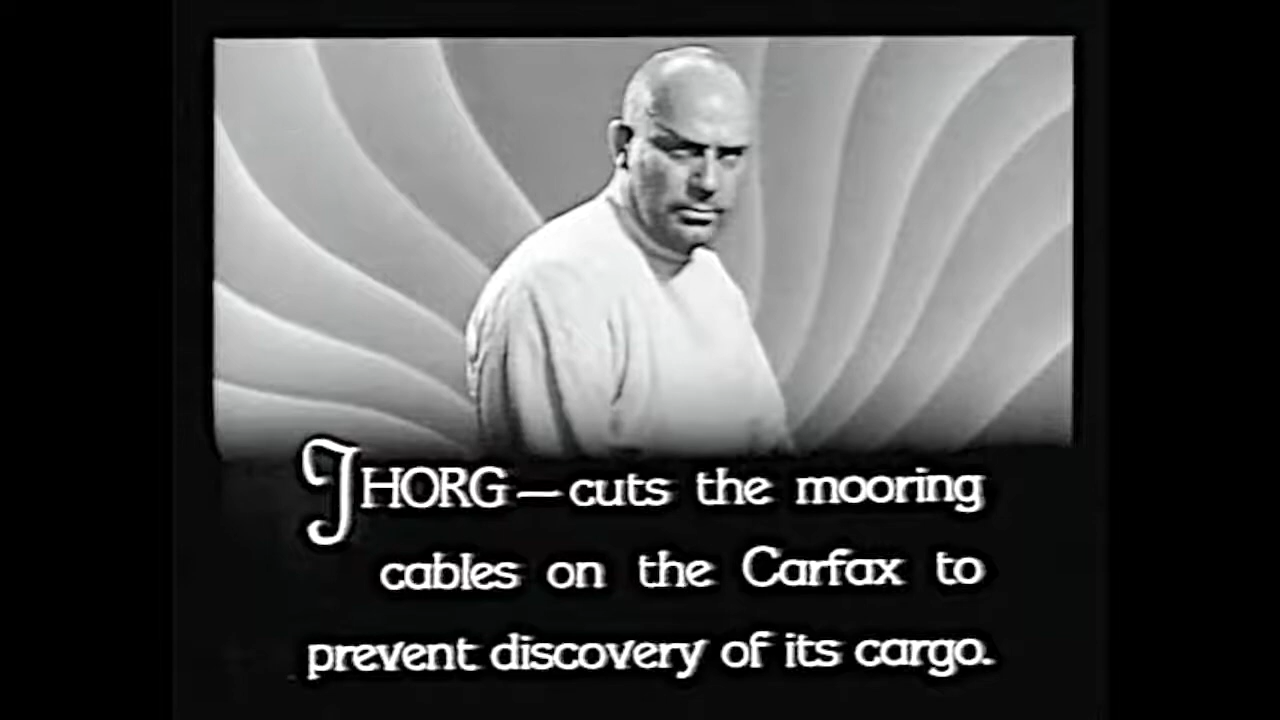 THORG—cuts the mooring
cables on the Carfax to
prevent discovery of its cargo.